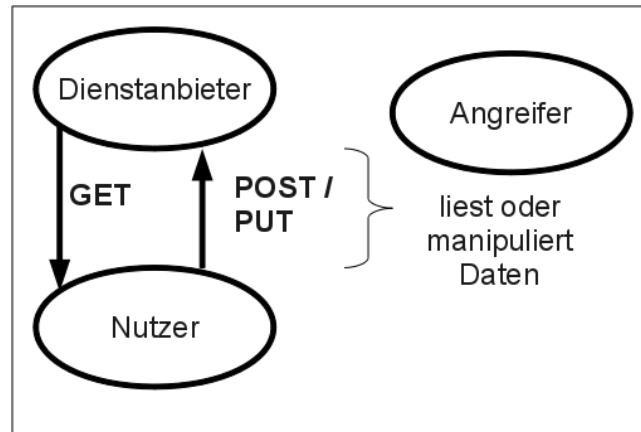 Dienstanbieter
Angreifer
GET
POST /
PUT
liest oder
manipuliert
Daten
Nutzer